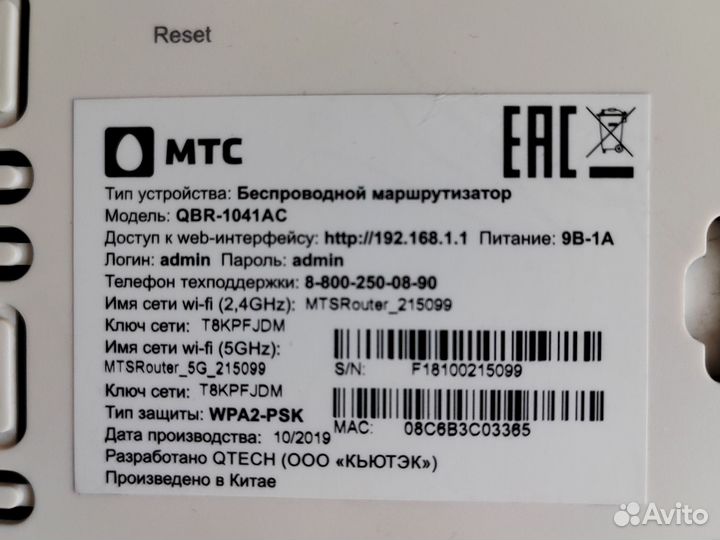 Reset
МТС
EAC
Тип устройства: Беспроводной маршрутизатор
Модель: QBR-1041AC
Доступ к web-интерфейсу: http://192.168.1.1 Питание: 9В-1А
Логин: admin Пароль: admin
Телефон техподдержки: 8-800-250-08-90
Имя сети wi-fi (2,4GHz): MTSRouter_215099
Ключ сети: T8KPFJDM
Имя сети wi-fi (5GHz):
MTSRouter_5G_215099
S/N: F18100215099
Ключ сети: T8KPFJDM
Тип защиты: WPA2-PSK
MAC: 08C6B3C03365
Дата производства: 10/2019
Разработано QTECH (ООО «КЬЮТЭК»)
Произведено в Китае
Avito